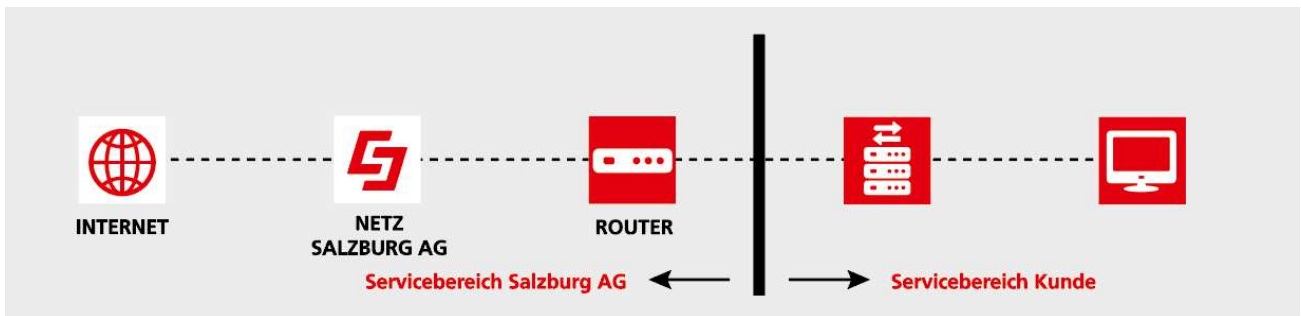 INTERNET
NETZ
SALZBURG AG
ROUTER
Servicebereich Salzburg AG
Servicebereich Kunde